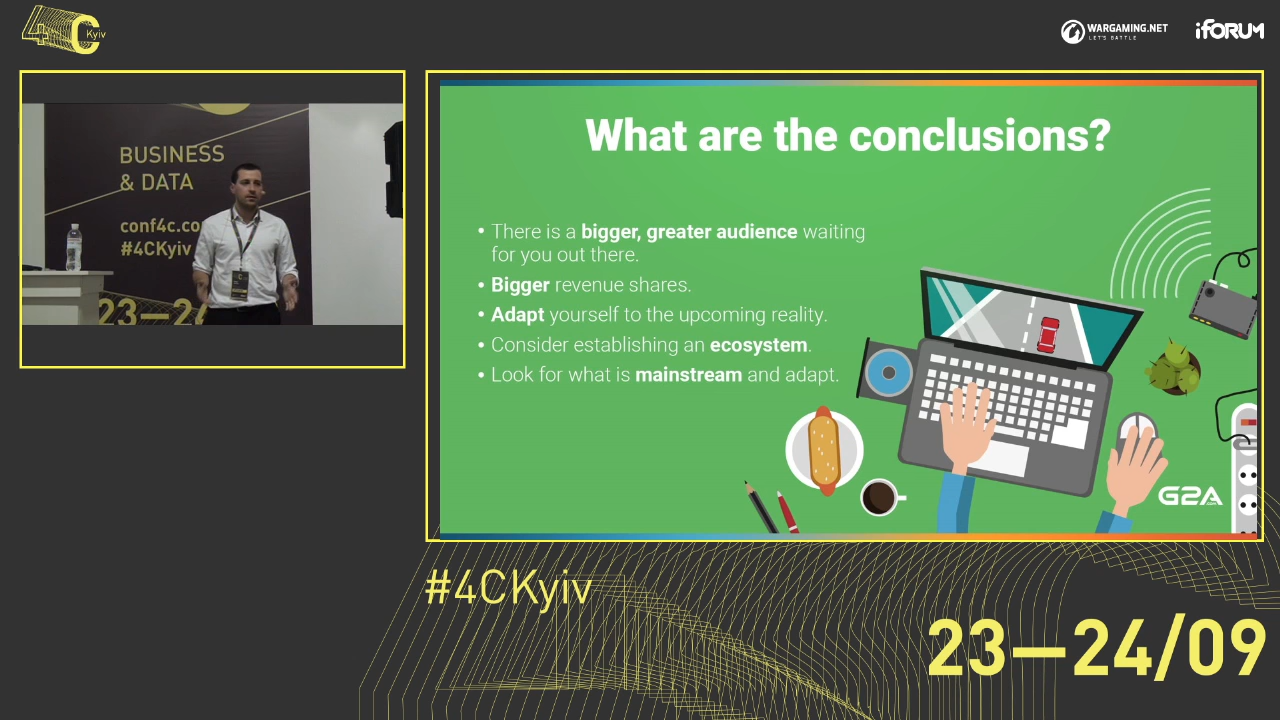 4C Kyiv
WARGAMING.NET
LET'S BATTLE
iFORUM
BUSINESS
& DATA
conf4c.co
#4CKyiv
23—24
What are the conclusions?
• There is a bigger, greater audience waiting
for you out there.
• Bigger revenue shares.
• Adapt yourself to the upcoming reality.
• Consider establishing an ecosystem.
• Look for what is mainstream and adapt.
G2A
#4CKyiv
23—24/09